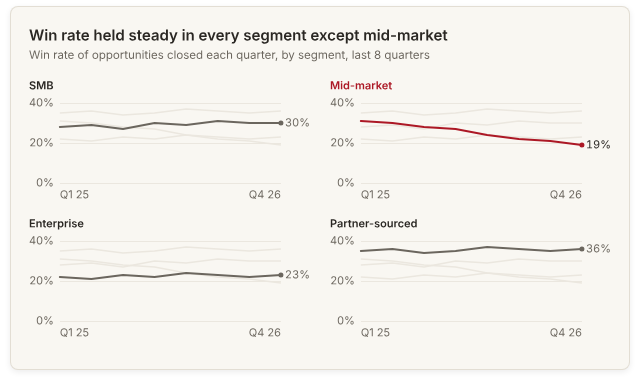 Win rate held steady in every segment except mid-market
Win rate of opportunities closed each quarter, by segment, last 8 quarters
SMB
40%
30%
20%
0%
Q1 25 Q4 26
Mid-market
40%
20%
19%
0%
Q1 25 Q4 26
Enterprise
40%
23%
20%
0%
Q1 25 Q4 26
Partner-sourced
40%
36%
20%
0%
Q1 25 Q4 26